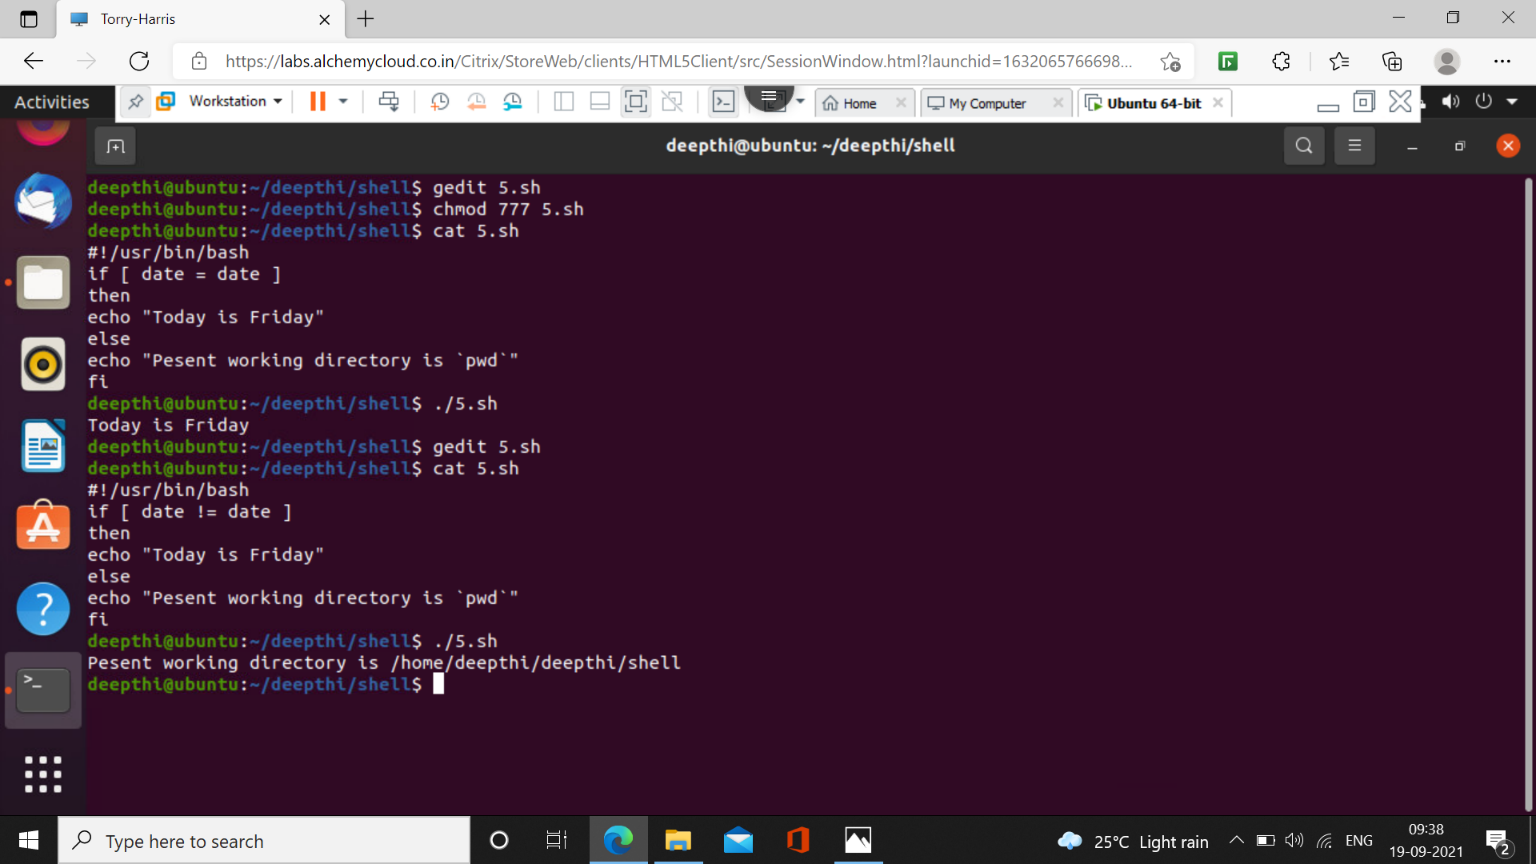 Torry-Harris
https://labs.alchemycloud.co.in/Citrix/StoreWeb/clients/HTML5Client/src/SessionWindow.html?launchid=1632065766698...
Activities
Workstation
Home
My Computer
Ubuntu 64-bit
deepthi@ubuntu: ~/deepthi/shell
deepthi@ubuntu:~/deepthi/shell$ gedit 5.sh
deepthi@ubuntu:~/deepthi/shell$ chmod 777 5.sh
deepthi@ubuntu:~/deepthi/shell$ cat 5.sh
#!/usr/bin/bash
if [ date = date ]
then
echo "Today is Friday"
else
echo "Pesent working directory is `pwd`"
fi
deepthi@ubuntu:~/deepthi/shell$ ./5.sh
Today is Friday
deepthi@ubuntu:~/deepthi/shell$ gedit 5.sh
deepthi@ubuntu:~/deepthi/shell$ cat 5.sh
#!/usr/bin/bash
if [ date != date ]
then
echo "Today is Friday"
else
echo "Pesent working directory is `pwd`"
fi
deepthi@ubuntu:~/deepthi/shell$ ./5.sh
Pesent working directory is /home/deepthi/deepthi/shell
deepthi@ubuntu:~/deepthi/shell$
Type here to search
25°C Light rain
ENG
09:38
19-09-2021
2